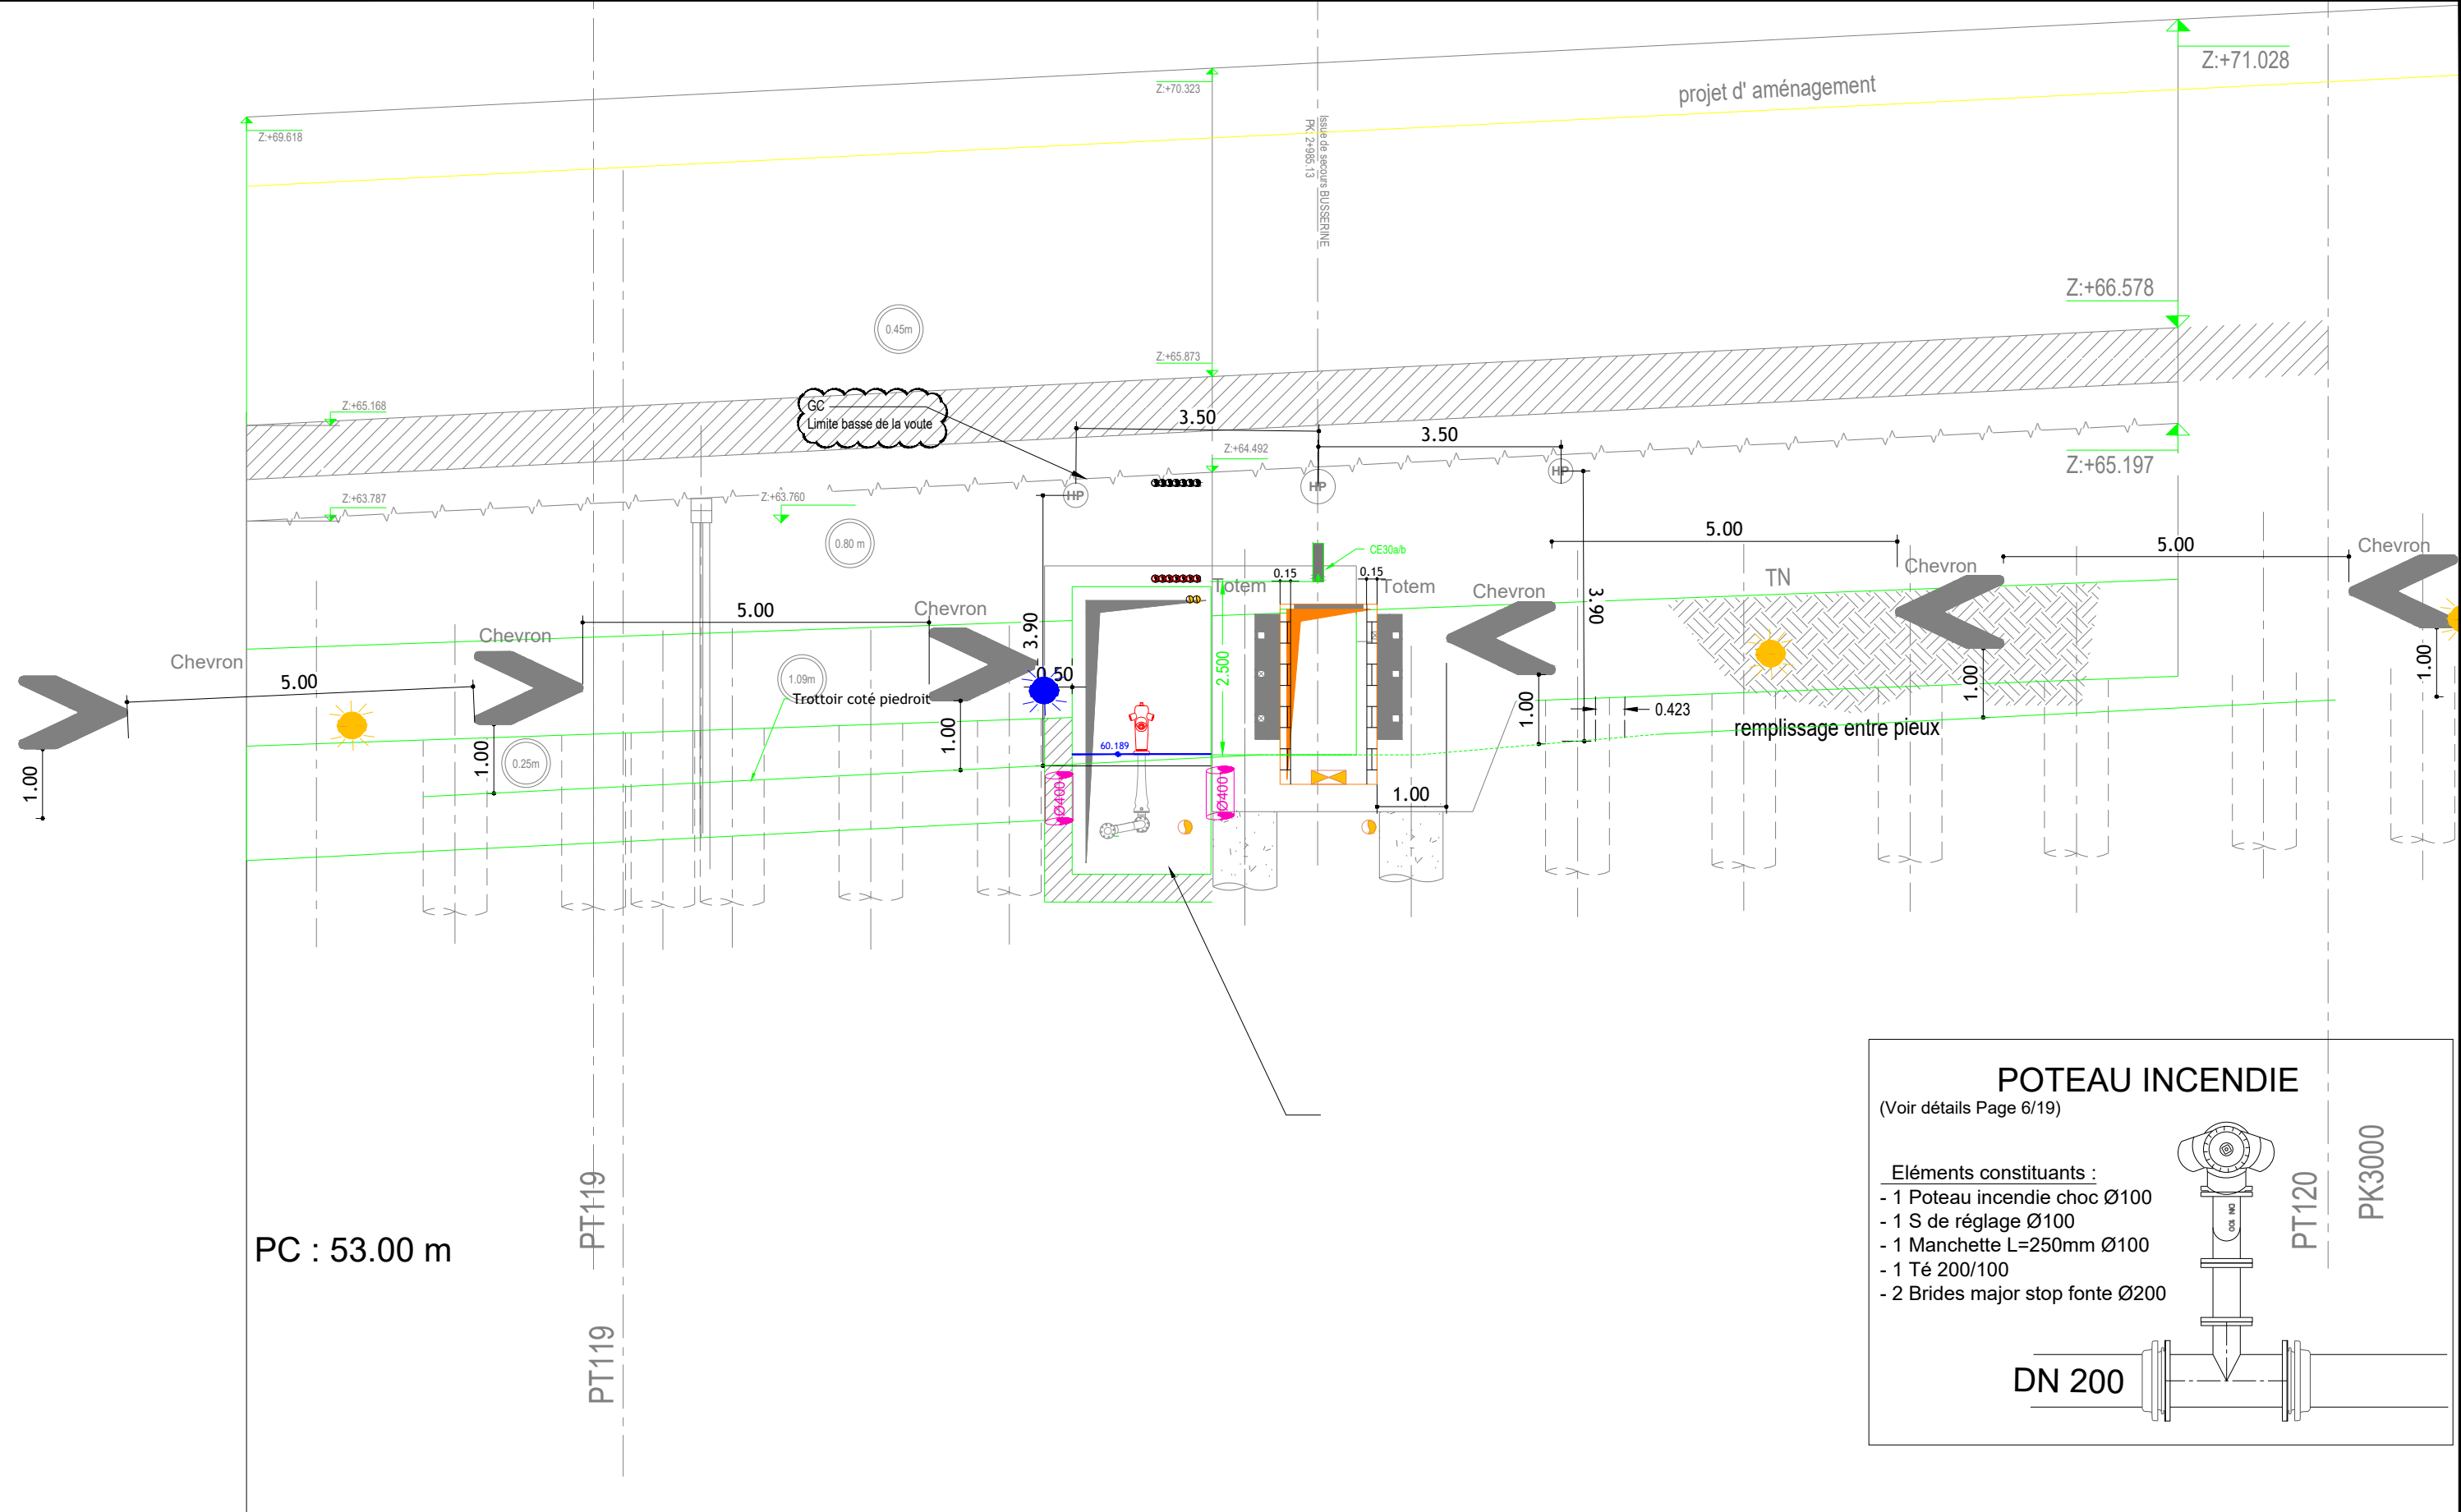 Z:+71.028
Z:+70.323
projet d' aménagement
Z:+69.618
Issue de secours BUSSERINE
PK: 2+985.13
Z:+66.578
0.45m
Z:+65.873
Z:+65.168
GC
Limite basse de la voute
3.50
3.50
Z:+64.492
Z:+65.197
HP
HP
HP
Z:+63.787
Z:+63.760
0.80 m
5.00
5.00
Chevron
CE30a/b
0.15
0.15
Totem
Totem
Chevron
Chevron
TN
5.00
Chevron
Chevron
Chevron
3.90
3.90
0.50
2.500
5.00
1.09m
Trottoir coté piedroit
1.00
1.00
1.00
1.00
1.00
1.00
0.423
remplissage entre pieux
60.189
0.25m
Ø400
Ø400
1.00
PC : 53.00 m
PT119
PT119
POTEAU INCENDIE
(Voir détails Page 6/19)
Eléments constituants :
- 1 Poteau incendie choc Ø100
- 1 S de réglage Ø100
- 1 Manchette L=250mm Ø100
- 1 Té 200/100
- 2 Brides major stop fonte Ø200
DN 100
DN 200
PT120
PK3000